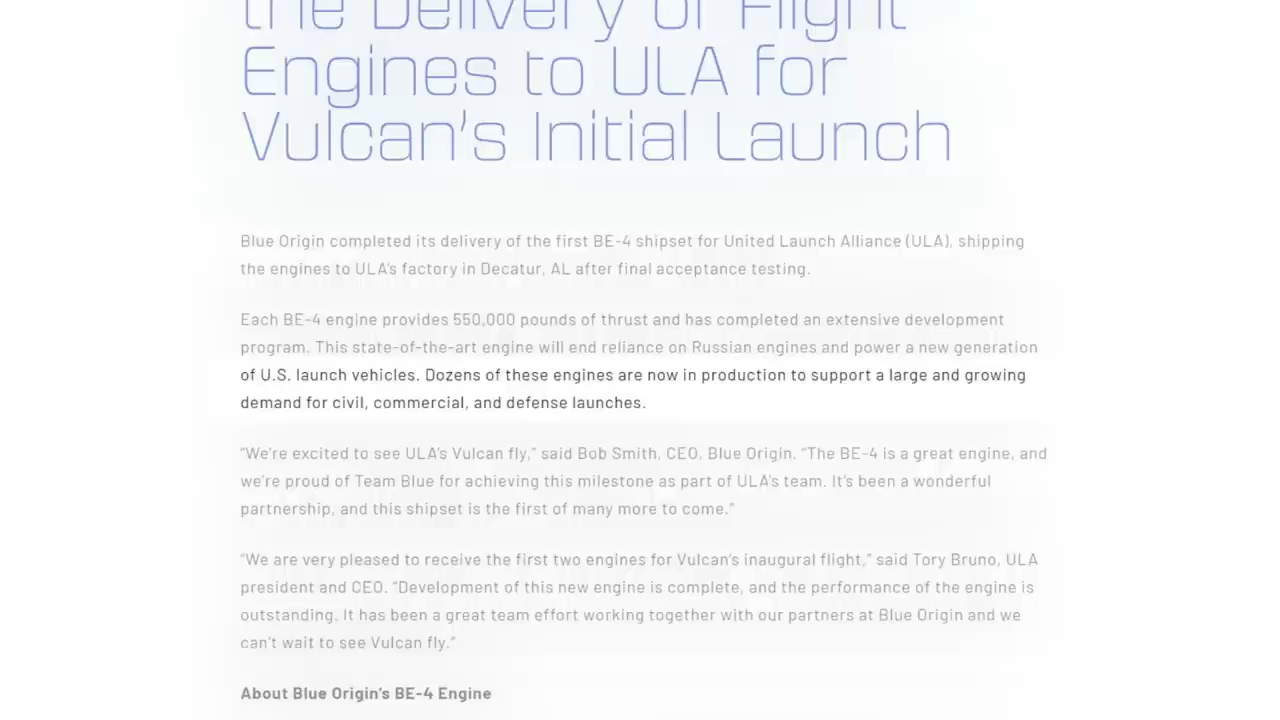 the Delivery of Flight
Engines to ULA for
Vulcan's Initial Launch
Blue Origin completed its delivery of the first BE-4 shipset for United Launch Alliance (ULA), shipping
the engines to ULA's factory in Decatur, AL after final acceptance testing.
Each BE-4 engine provides 550,000 pounds of thrust and has completed an extensive development
program. This state-of-the-art engine will end reliance on Russian engines and power a new generation
of U.S. launch vehicles. Dozens of these engines are now in production to support a large and growing
demand for civil, commercial, and defense launches.
“We're excited to see ULA's Vulcan fly,” said Bob Smith, CEO, Blue Origin. “The BE-4 is a great engine, and
we're proud of Team Blue for achieving this milestone as part of ULA's team. It's been a wonderful
partnership, and this shipset is the first of many more to come.”
“We are very pleased to receive the first two engines for Vulcan's inaugural flight,” said Tory Bruno, ULA
president and CEO. “Development of this new engine is complete, and the performance of the engine is
outstanding. It has been a great team effort working together with our partners at Blue Origin and we
can't wait to see Vulcan fly.”
About Blue Origin's BE-4 Engine